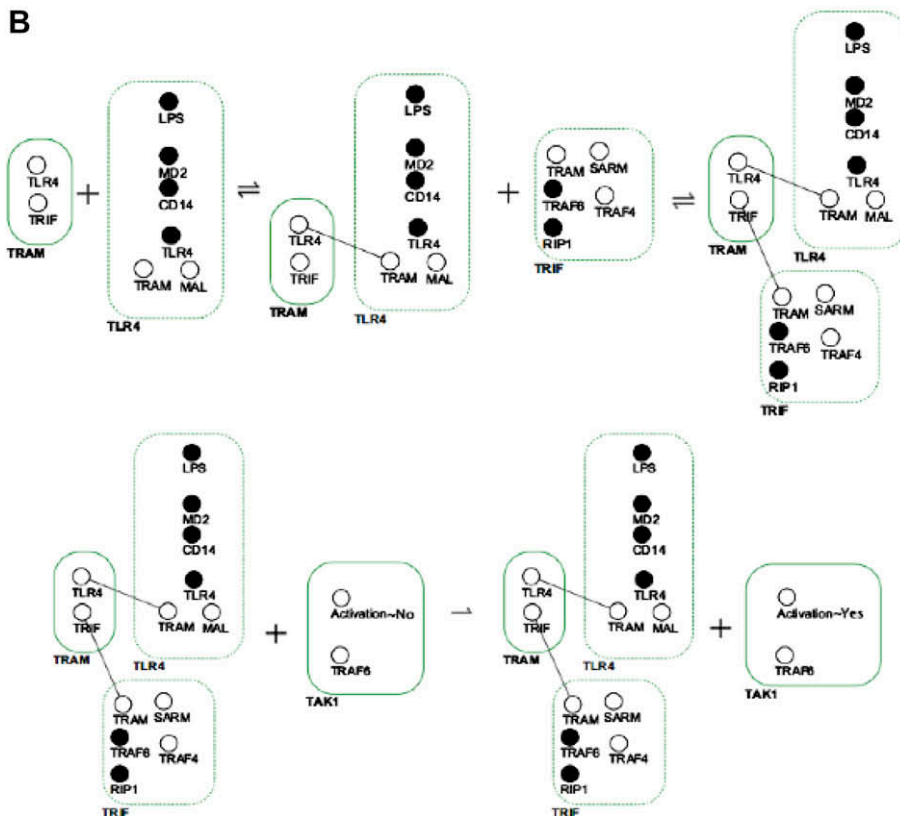 B
TLR4
TRIF
TRAM
+
LPS
MD2
CD14
TLR4
TRAM MAL
TLR4
⇌
TLR4
TRIF
TRAM
LPS
MD2
CD14
TLR4
TRAM MAL
TLR4
+
TRAM SARM
TRAF6 TRAF4
RIP1
TRIF
⇌
TLR4
TRIF
TRAM
LPS
MD2
CD14
TLR4
TRAM MAL
TLR4
TRAM SARM
TRAF6 TRAF4
RIP1
TRIF
TLR4
TRIF
TRAM
LPS
MD2
CD14
TLR4
TRAM MAL
TLR4
TRAM SARM
TRAF6 TRAF4
RIP1
TRIF
+
Activation~No
TRAF6
TAK1
⇀
TLR4
TRIF
TRAM
LPS
MD2
CD14
TLR4
TRAM MAL
TLR4
TRAM SARM
TRAF6 TRAF4
RIP1
TRIF
+
Activation~Yes
TRAF6
TAK1